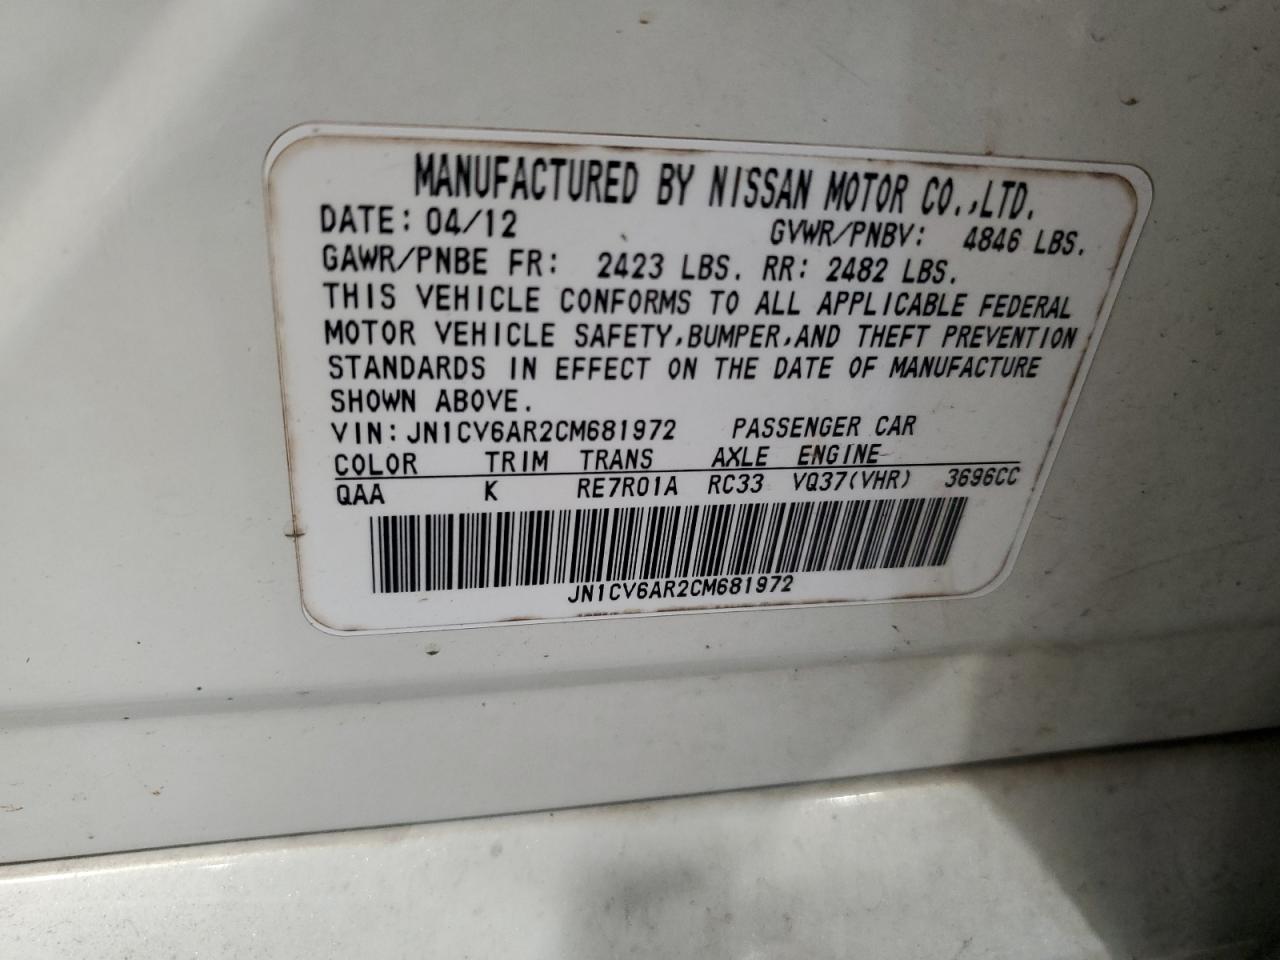 MANUFACTURED BY NISSAN MOTOR CO.,LTD.
DATE: 04/12 GVWR/PNBV: 4846 LBS.
GAWR/PNBE FR: 2423 LBS. RR: 2482 LBS.
THIS VEHICLE CONFORMS TO ALL APPLICABLE FEDERAL
MOTOR VEHICLE SAFETY,BUMPER,AND THEFT PREVENTION
STANDARDS IN EFFECT ON THE DATE OF MANUFACTURE
SHOWN ABOVE.
VIN: JN1CV6AR2CM681972 PASSENGER CAR
COLOR TRIM TRANS AXLE ENGINE
QAA K RE7R01A RC33 VQ37(VHR) 3696CC
JN1CV6AR2CM681972